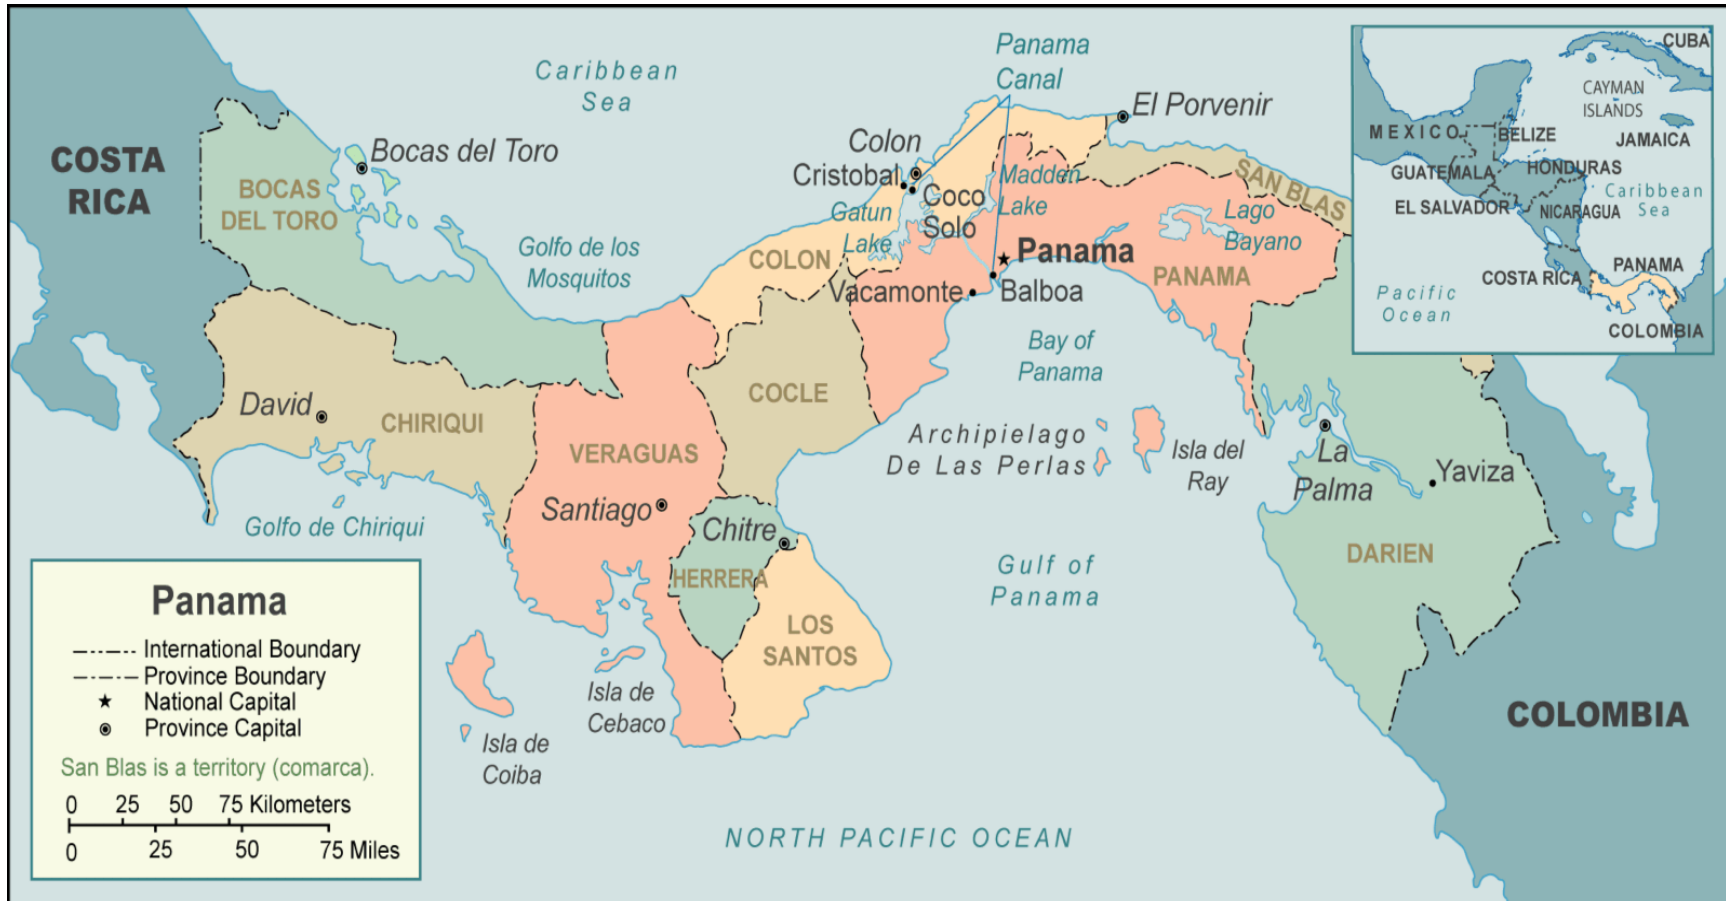 Caribbean
Sea
Panama
Canal
El Porvenir
COSTA
RICA
Bocas del Toro
BOCAS
DEL TORO
Colon
Cristobal
Coco
Solo
Gatun
Lake
Madden
Lake
SAN BLAS
Lago
Bayano
Golfo de los
Mosquitos
COLON
Panama
PANAMA
Vacamonte
Balboa
Bay of
Panama
David
CHIRIQUI
COCLE
VERAGUAS
Archipielago
De Las Perlas
Isla del
Ray
La
Palma
Yaviza
Golfo de Chiriqui
Santiago
Chitre
HERRERA
LOS
SANTOS
Gulf of
Panama
DARIEN
Isla de
Cebaco
Isla de
Coiba
COLOMBIA
NORTH PACIFIC OCEAN
Panama
International Boundary
Province Boundary
National Capital
Province Capital
San Blas is a territory (comarca).
0 25 50 75 Kilometers
0 25 50 75 Miles
CUBA
CAYMAN
ISLANDS
MEXICO
BELIZE
JAMAICA
GUATEMALA
HONDURAS
Caribbean
Sea
EL SALVADOR
NICARAGUA
COSTA RICA
PANAMA
Pacific
Ocean
COLOMBIA